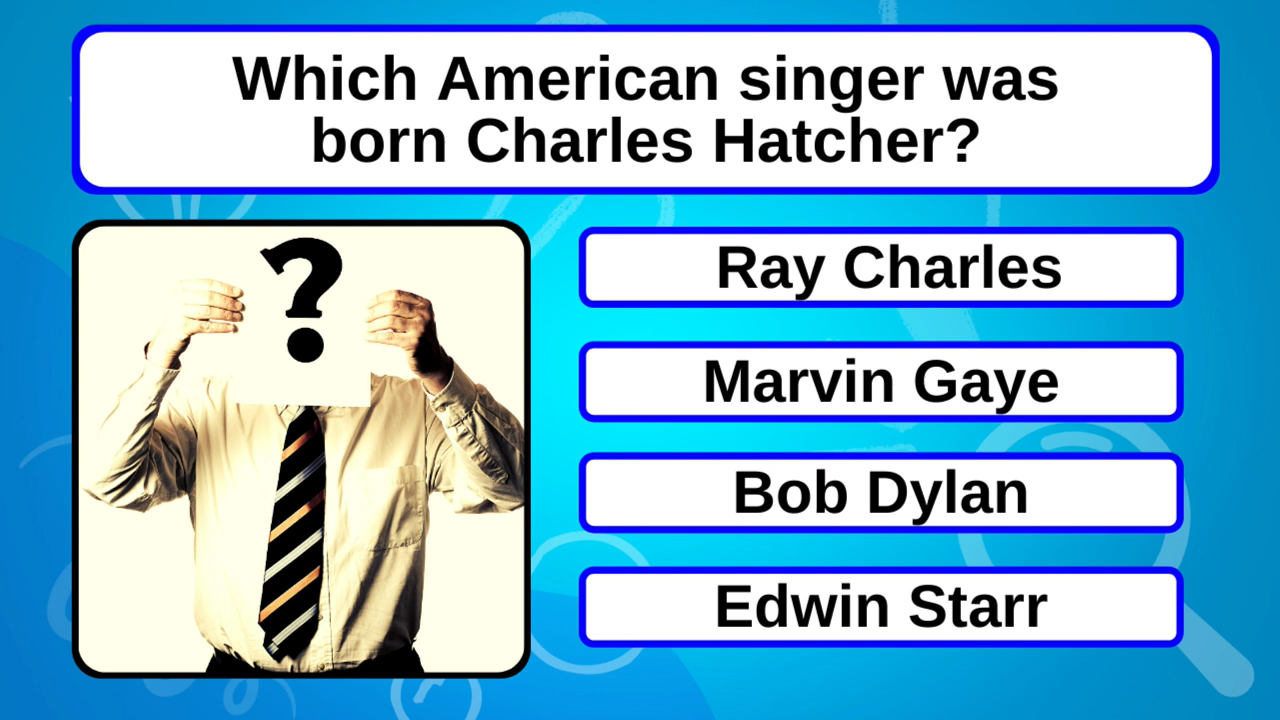 Which American singer was
born Charles Hatcher?
?
Ray Charles
Marvin Gaye
Bob Dylan
Edwin Starr